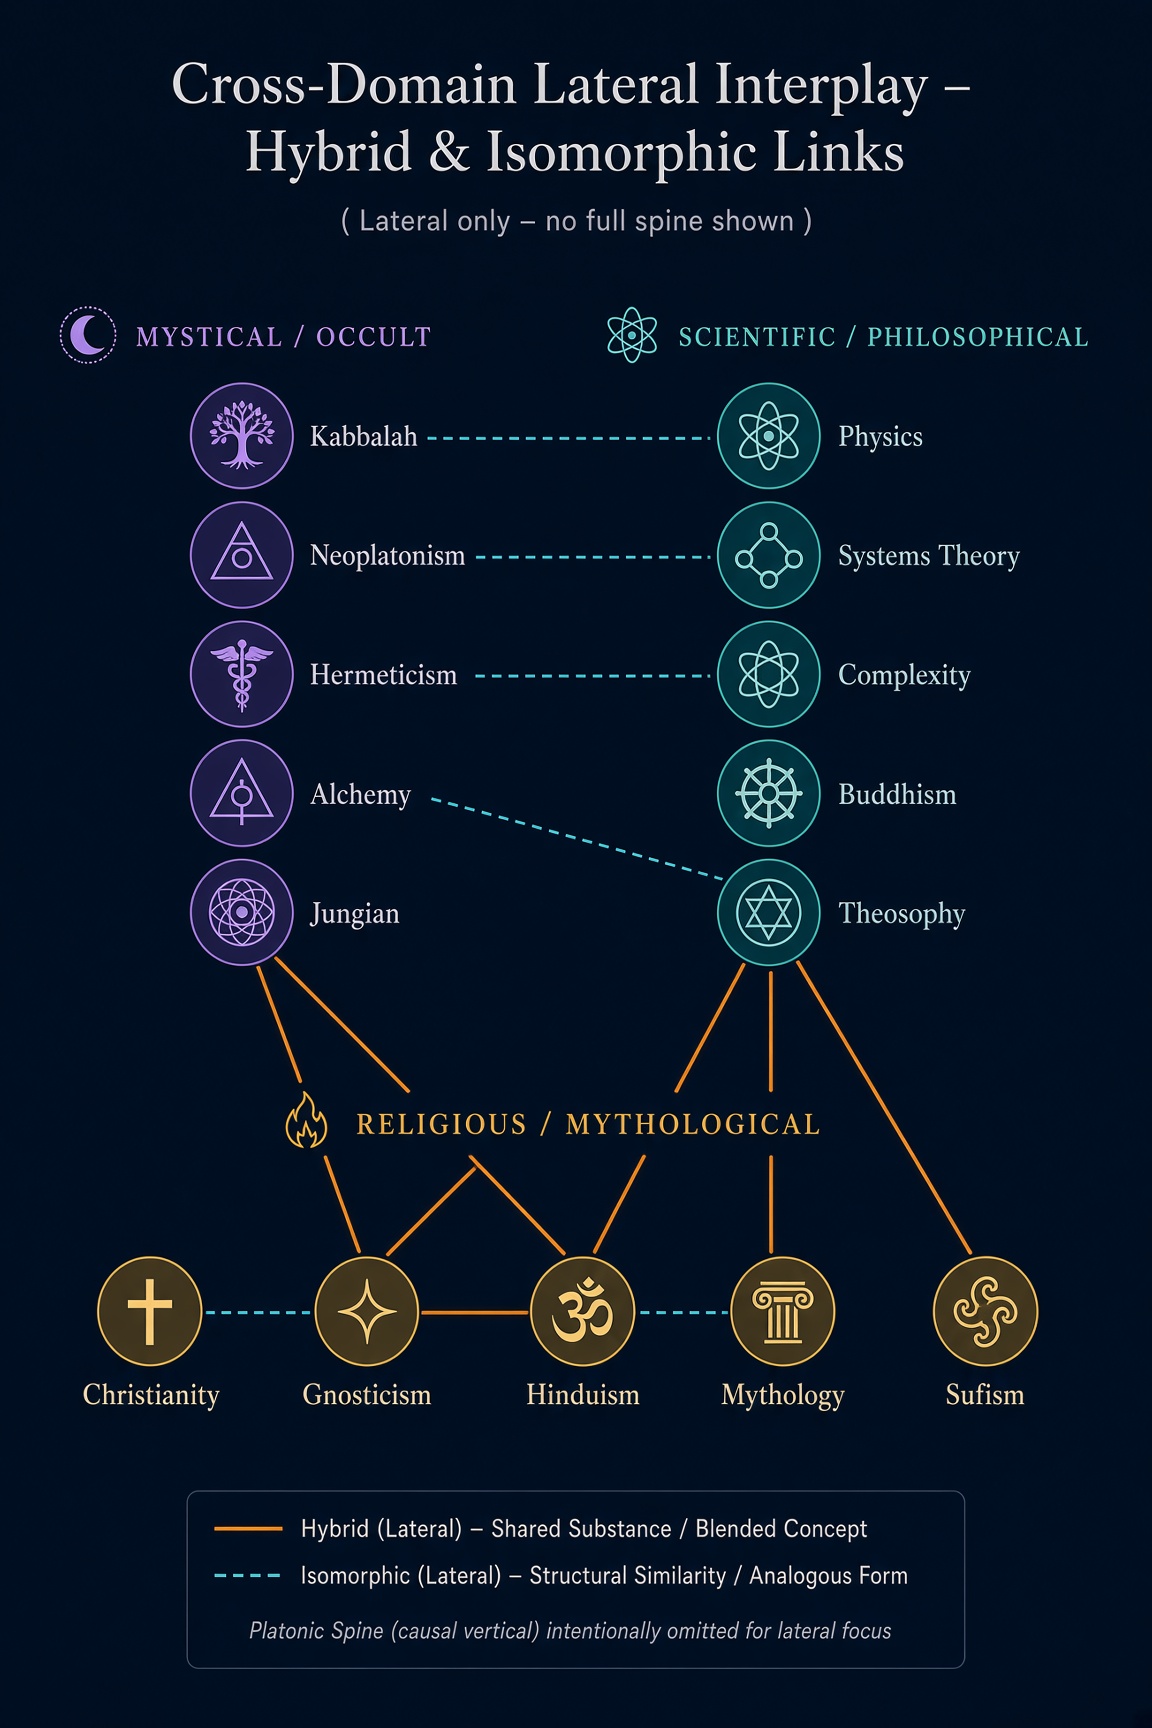 Cross-Domain Lateral Interplay –
Hybrid & Isomorphic Links
( Lateral only – no full spine shown )
MYSTICAL / OCCULT
SCIENTIFIC / PHILOSOPHICAL
Kabbalah
Physics
Neoplatonism
Systems Theory
Hermeticism
Complexity
Alchemy
Buddhism
Jungian
Theosophy
RELIGIOUS / MYTHOLOGICAL
ॐ
Christianity
Gnosticism
Hinduism
Mythology
Sufism
Hybrid (Lateral) – Shared Substance / Blended Concept
Isomorphic (Lateral) – Structural Similarity / Analogous Form
Platonic Spine (causal vertical) intentionally omitted for lateral focus